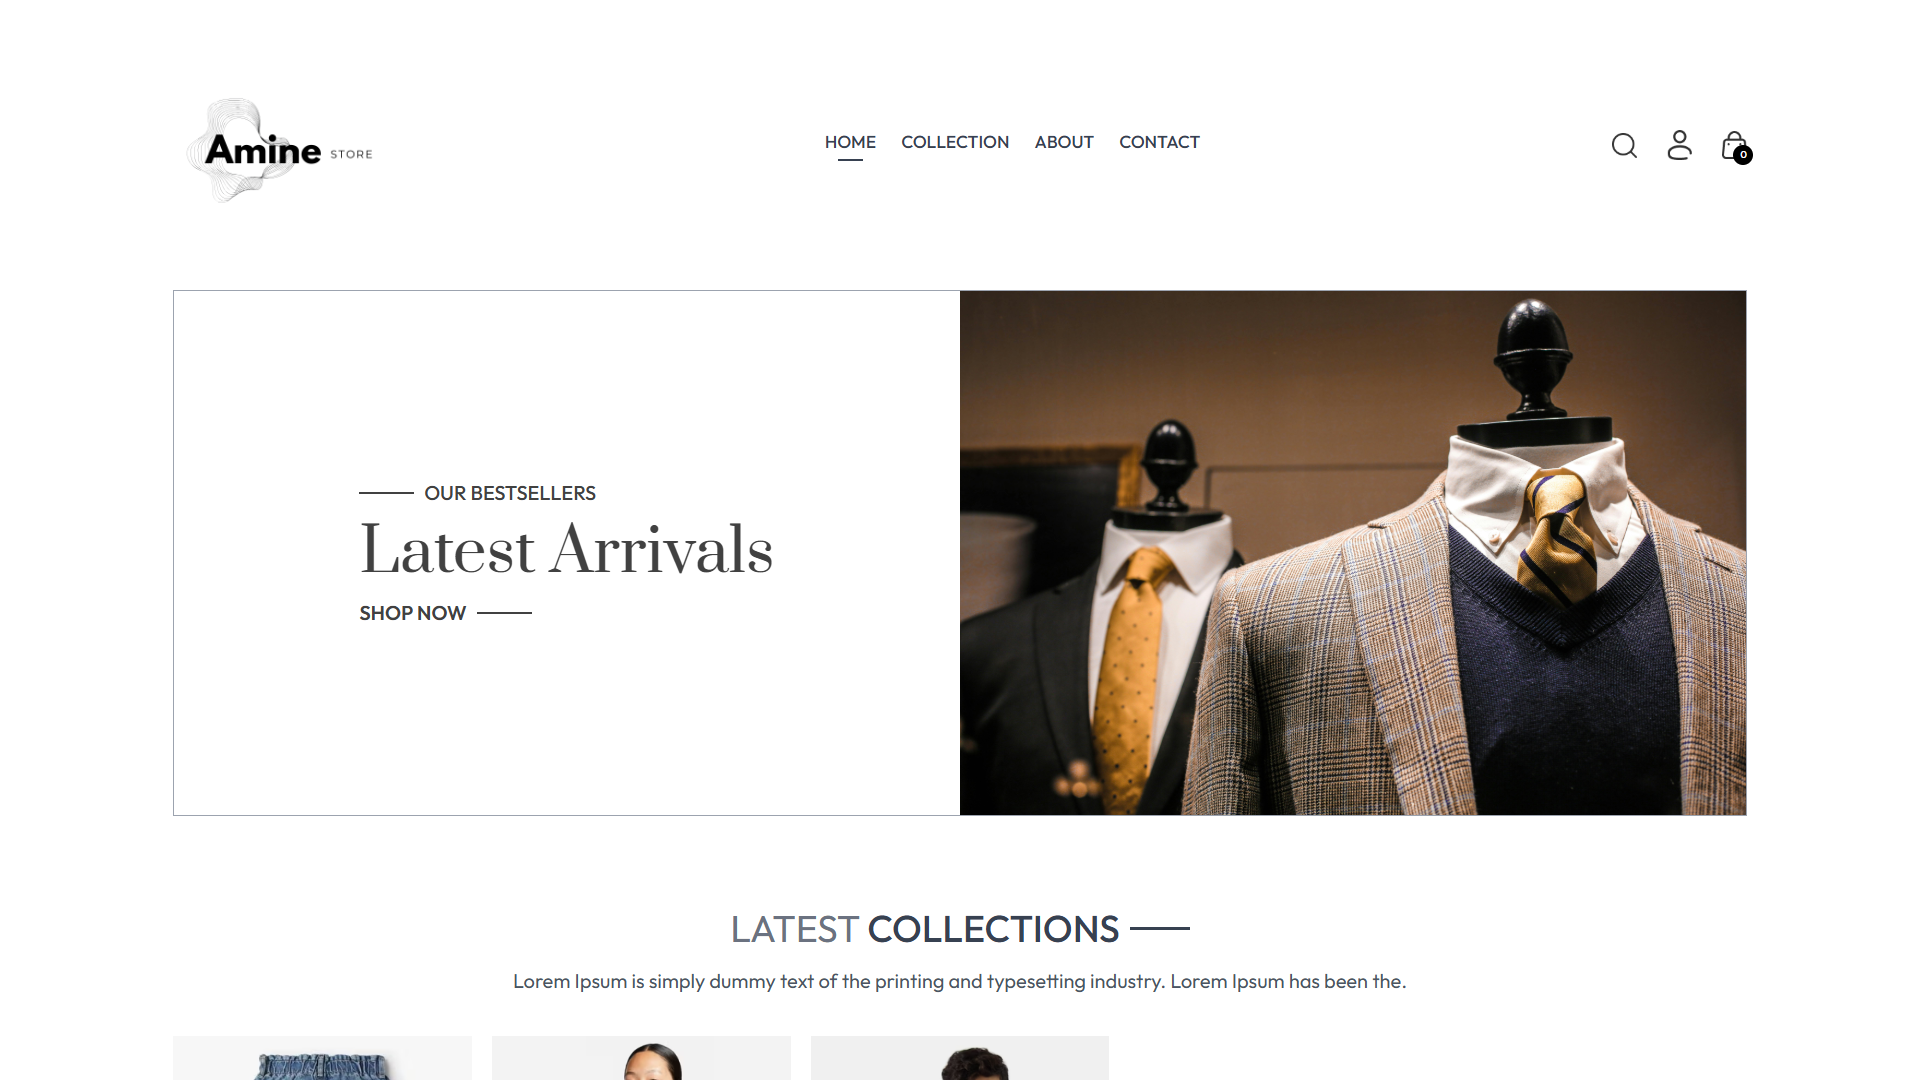 Amine STORE
HOME COLLECTION ABOUT CONTACT
0
OUR BESTSELLERS
Latest Arrivals
SHOP NOW
LATEST COLLECTIONS
Lorem Ipsum is simply dummy text of the printing and typesetting industry. Lorem Ipsum has been the.